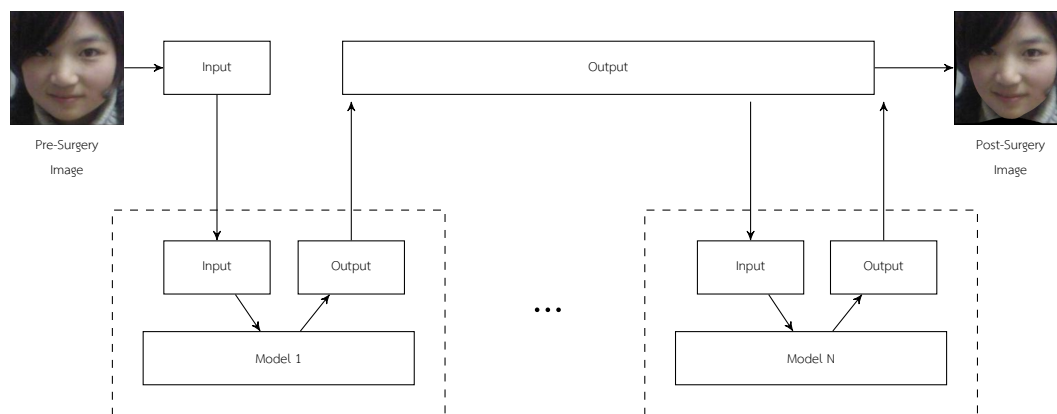 Input
Output
Pre-Surgery
Image
Post-Surgery
Image
Input
Output
Input
Output
...
Model 1
Model N